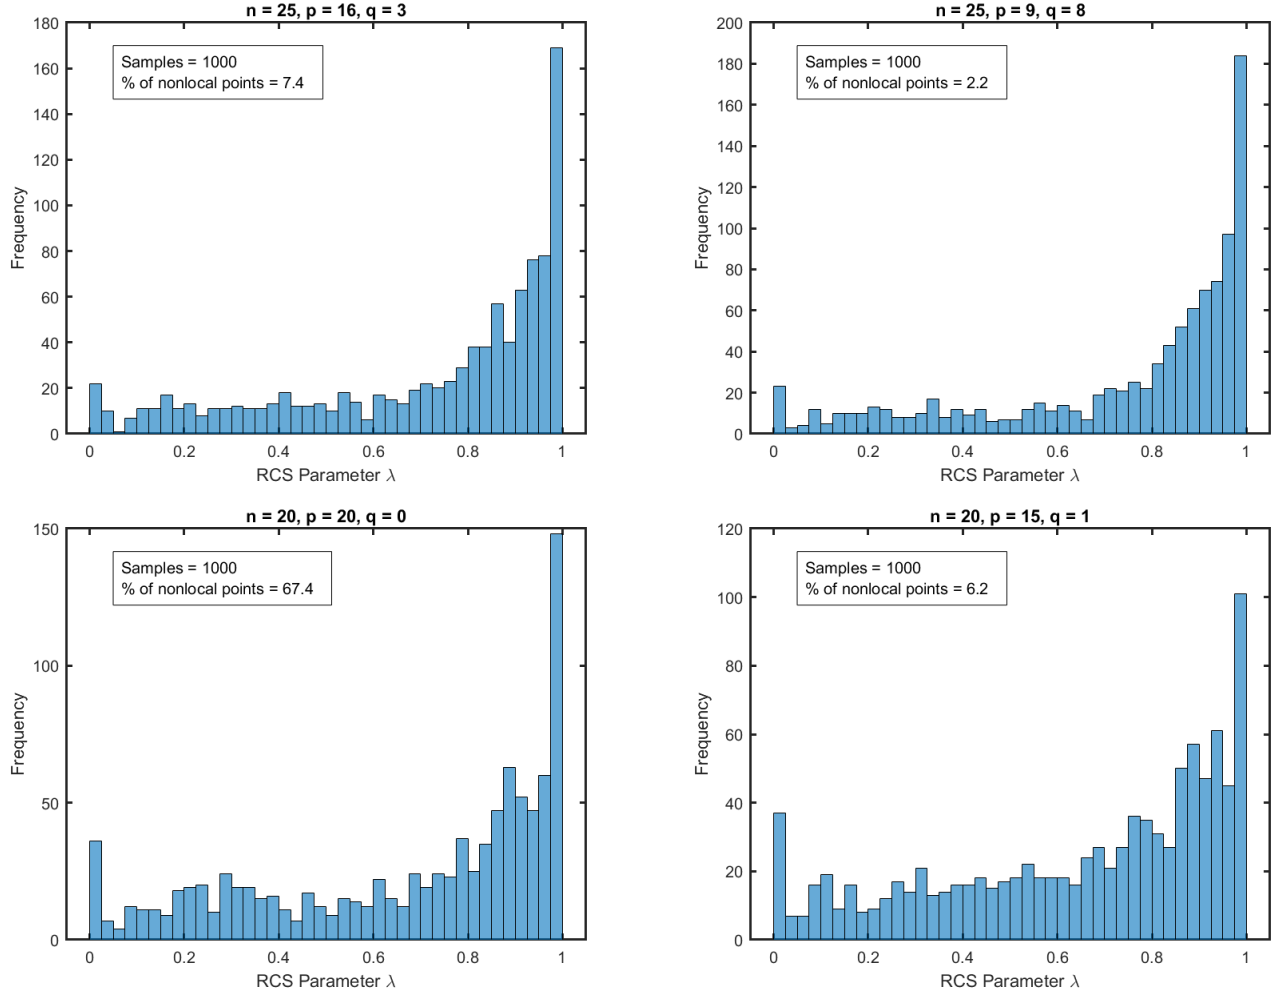 n = 25, p = 16, q = 3
180
160
140
120
100
80
60
40
20
0
Frequency
Samples = 1000
% of nonlocal points = 7.4
0 0.2 0.4 0.6 0.8 1
RCS Parameter λ
n = 25, p = 9, q = 8
200
180
160
140
120
100
80
60
40
20
0
Frequency
Samples = 1000
% of nonlocal points = 2.2
0 0.2 0.4 0.6 0.8 1
RCS Parameter λ
n = 20, p = 20, q = 0
150
100
50
0
Frequency
Samples = 1000
% of nonlocal points = 67.4
0 0.2 0.4 0.6 0.8 1
RCS Parameter λ
n = 20, p = 15, q = 1
120
100
80
60
40
20
0
Frequency
Samples = 1000
% of nonlocal points = 6.2
0 0.2 0.4 0.6 0.8 1
RCS Parameter λ